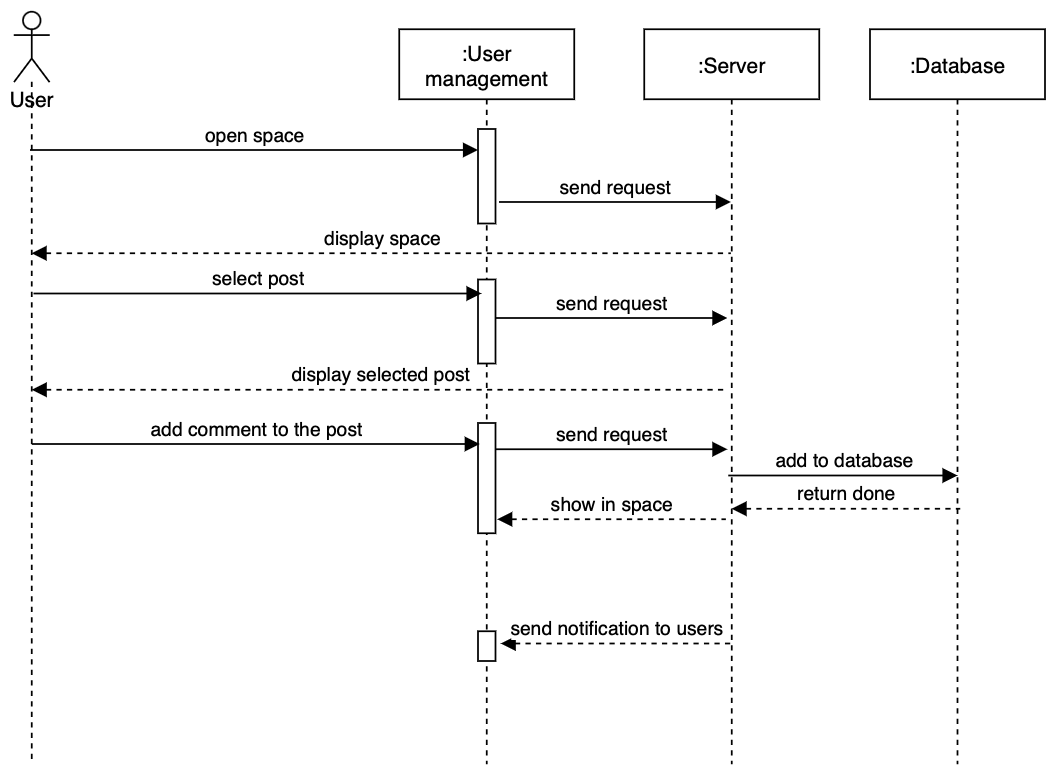 User
:User
management
:Server
:Database
open space
send request
display space
select post
send request
display selected post
add comment to the post
send request
add to database
return done
show in space
send notification to users